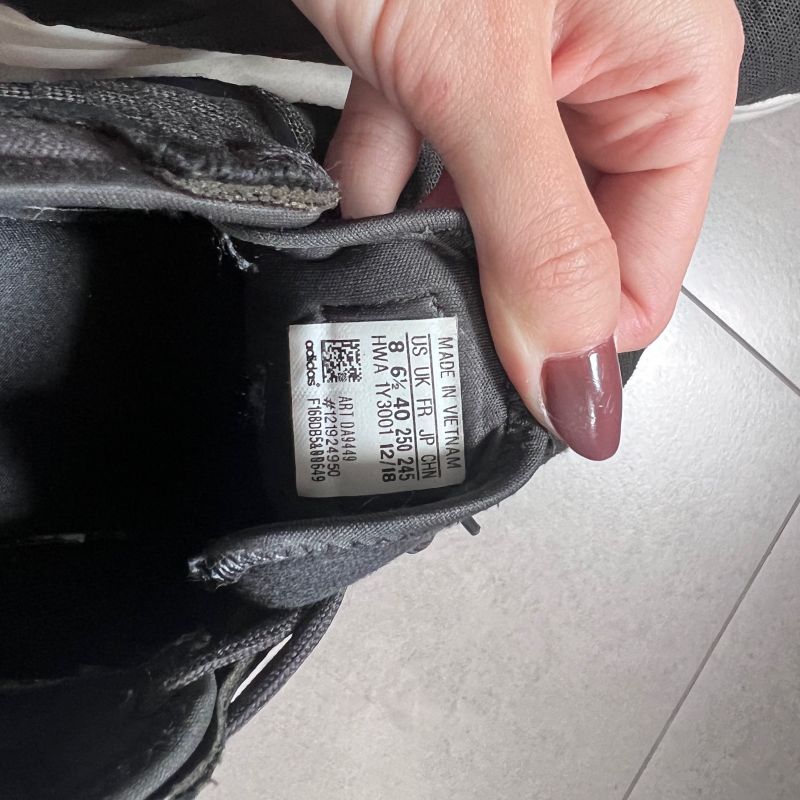 MADE IN VIETNAM
US UK FR JP CHN
8 6½ 40 250 245
HWA 1Y3001 12/18
ART DA9449
#121924950
adidas®